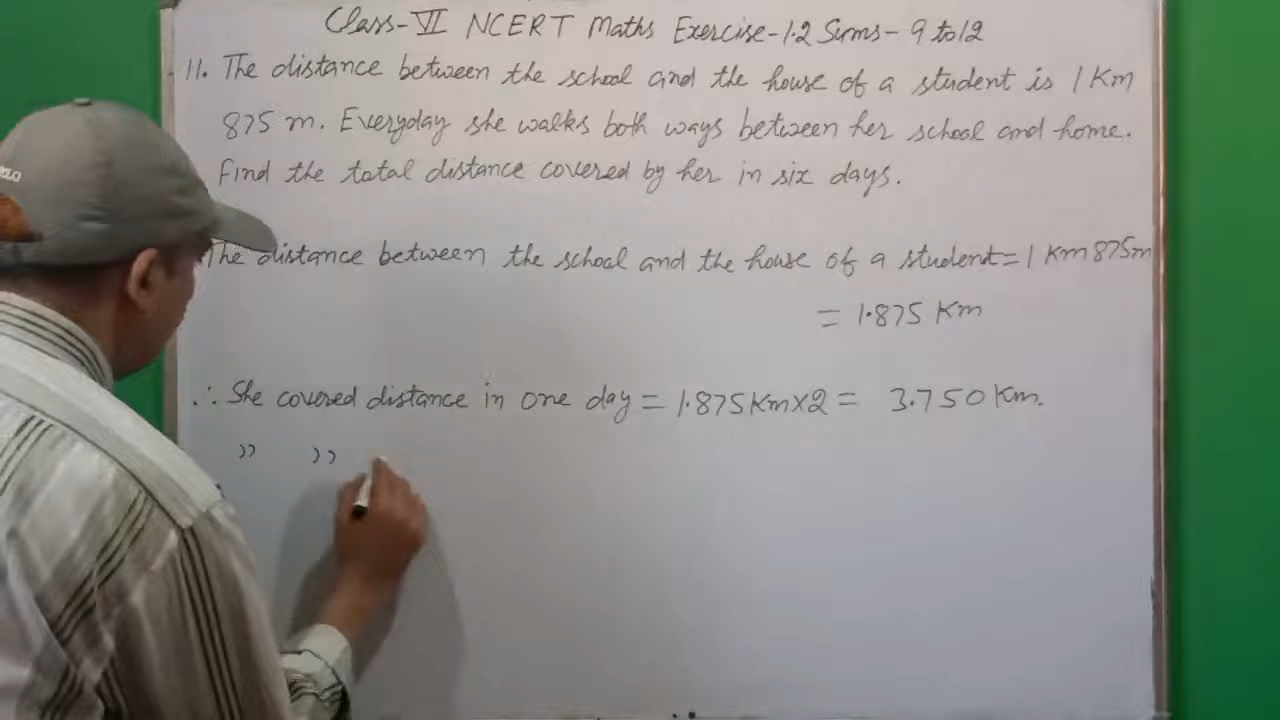 Class-VI NCERT Maths Exercise-1.2 Sums-9 to 12
11. The distance between the school and the house of a student is 1 Km
875 m. Everyday she walks both ways between her school and home.
Find the total distance covered by her in six days.
The distance between the school and the house of a student = 1 Km 875m
= 1.875 Km
∴ She covered distance in one day = 1.875Km×2 = 3.750 Km.
” ”